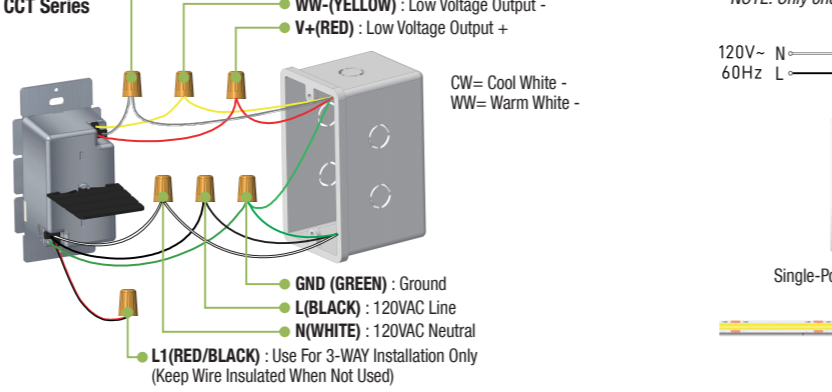 CCT Series
WW-(YELLOW) : Low Voltage Output -
V+(RED) : Low Voltage Output +
CW= Cool White -
WW= Warm White -
GND (GREEN) : Ground
L(BLACK) : 120VAC Line
N(WHITE) : 120VAC Neutral
L1(RED/BLACK) : Use For 3-WAY Installation Only
(Keep Wire Insulated When Not Used)
NOTE: Only
120V~ N
60Hz L